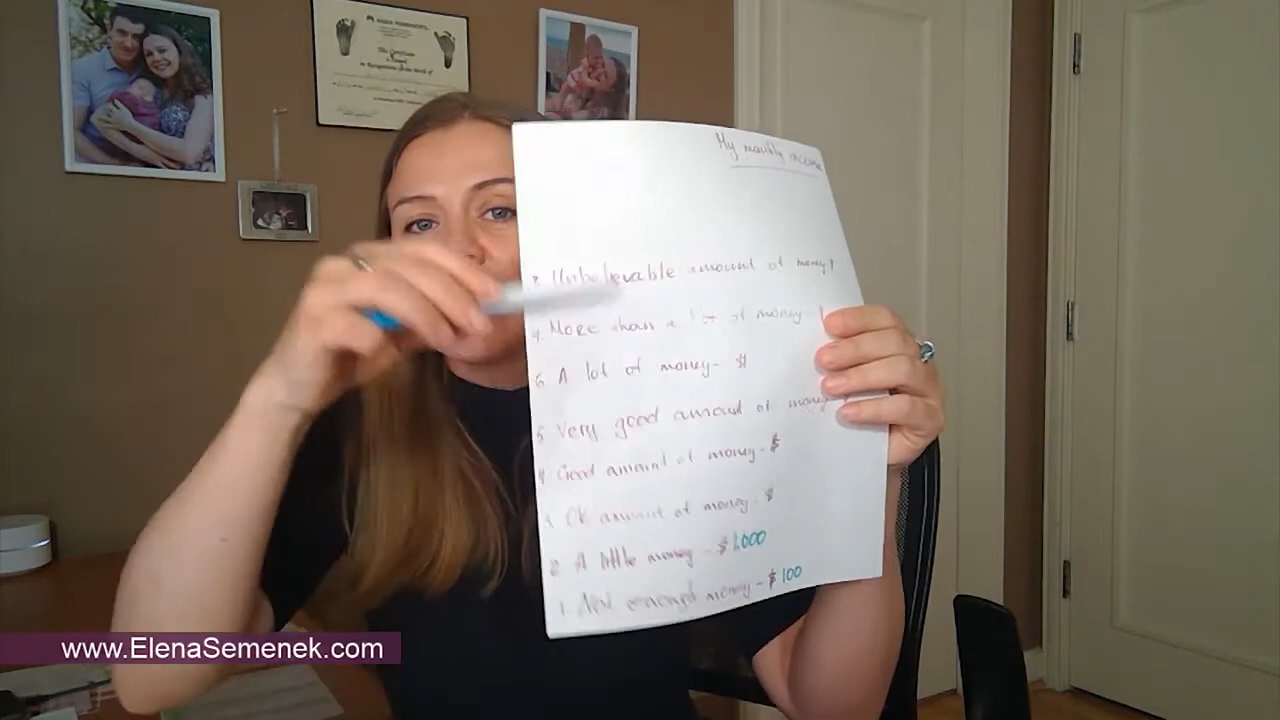 My monthly income
8. Unbelevable amount of money $
7. More than a lot of money -
6. A lot of money - $
5. Very good amount of money
4. Good amount of money - $
3. OK amount of money - $
2. A little money - $ 1,000
1. Not enough money - $ 100
www.ElenaSemenek.com